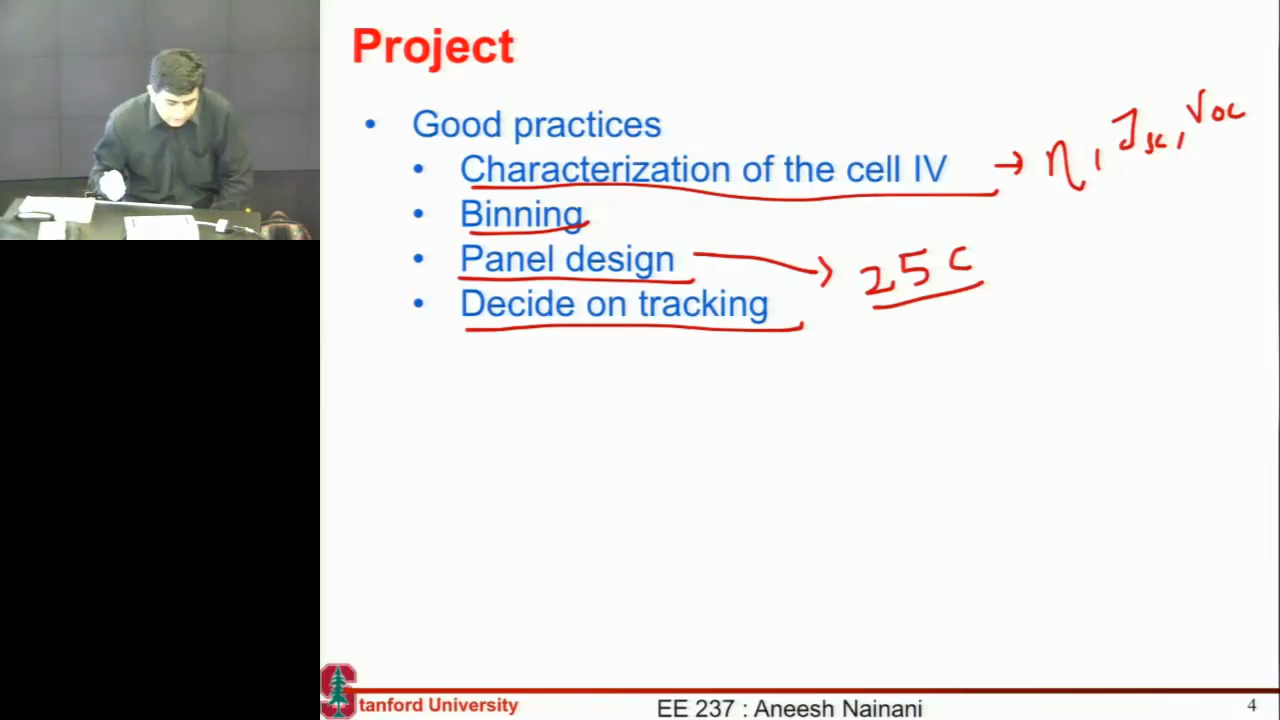 Project
• Good practices
• Characterization of the cell IV → η, Jsc, Voc
• Binning
• Panel design → 25 C
• Decide on tracking
Stanford University
EE 237 : Aneesh Nainani
4